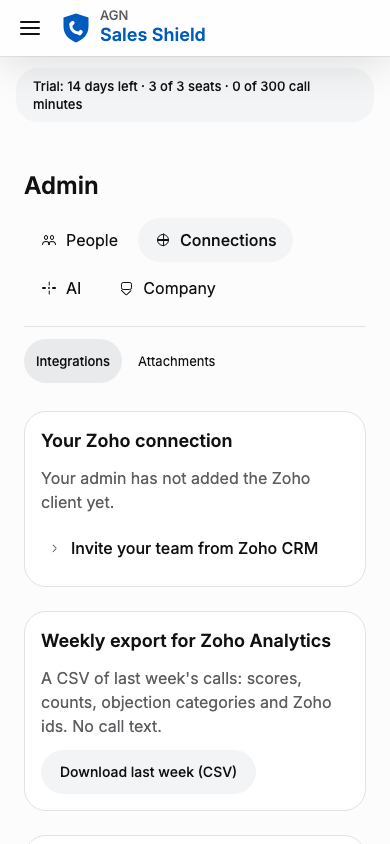 AGN
Sales Shield
Trial: 14 days left · 3 of 3 seats · 0 of 300 call
minutes
Admin
People
Connections
AI
Company
Integrations
Attachments
Your Zoho connection
Your admin has not added the Zoho
client yet.
Invite your team from Zoho CRM
Weekly export for Zoho Analytics
A CSV of last week's calls: scores,
counts, objection categories and Zoho
ids. No call text.
Download last week (CSV)